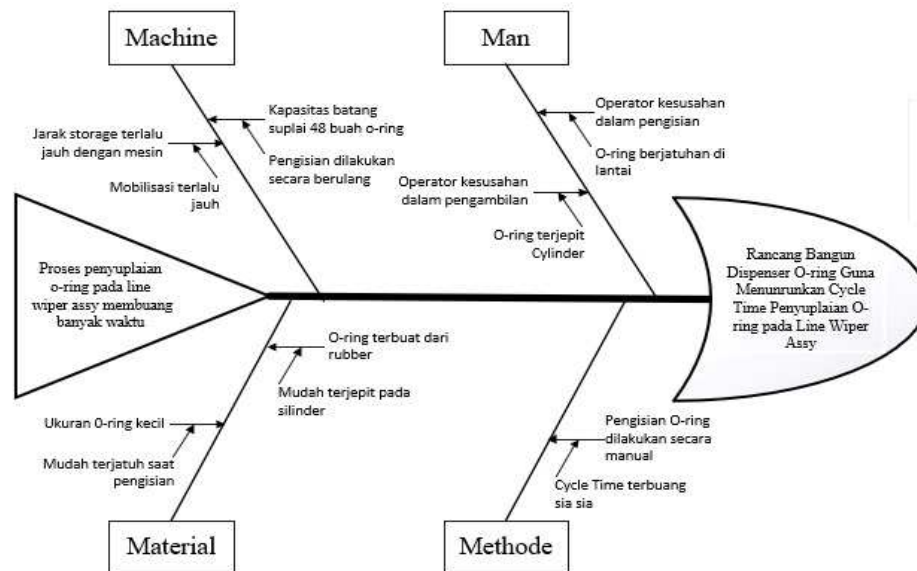 Machine
Man
Kapasitas batang
suplai 48 buah o-ring
Jarak storage terlalu
jauh dengan mesin
Pengisian dilakukan
secara berulang
Mobilisasi terlalu
jauh
Operator kesusahan
dalam pengisian
O-ring berjatuhan di
lantai
Operator kesusahan
dalam pengambilan
O-ring terjepit
Cylinder
Proses penyuplaian
o-ring pada line
wiper assy membuang
banyak waktu
Rancang Bangun
Dispenser O-ring Guna
Menunrunkan Cycle
Time Penyuplaian O-
ring pada Line Wiper
Assy
O-ring terbuat dari
rubber
Mudah terjepit pada
silinder
Ukuran 0-ring kecil
Mudah terjatuh saat
pengisian
Pengisian O-ring
dilakukan secara
manual
Cycle Time terbuang
sia sia
Material
Methode